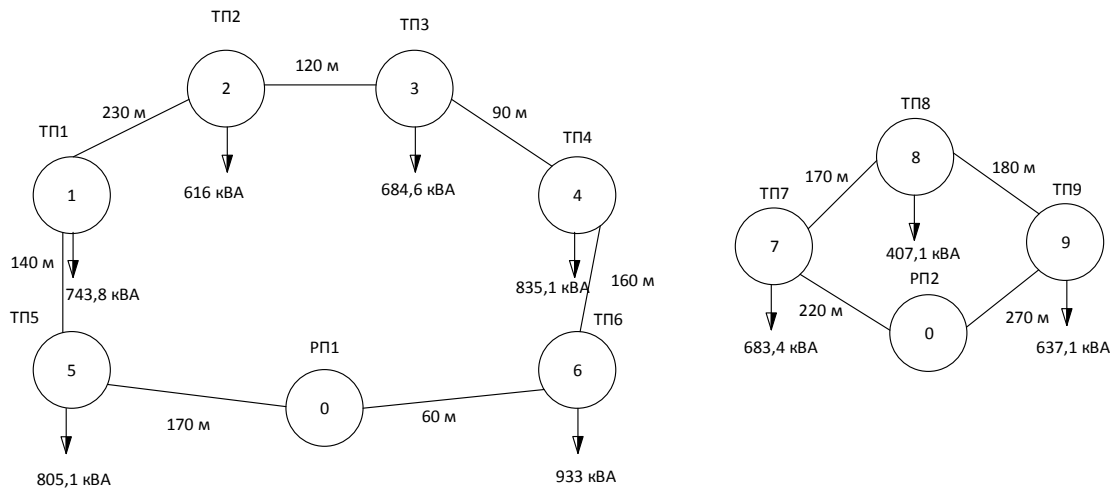 ТП2
ТП3
120 м
2
3
230 м
90 м
ТП1
ТП4
616 кВА
684,6 кВА
1
4
140 м
743,8 кВА
835,1 кВА
160 м
ТП5
ТП6
РП1
5
0
6
170 м
60 м
805,1 кВА
933 кВА
ТП8
8
170 м
180 м
ТП7
ТП9
7
9
407,1 кВА
РП2
220 м
0
270 м
683,4 кВА
637,1 кВА